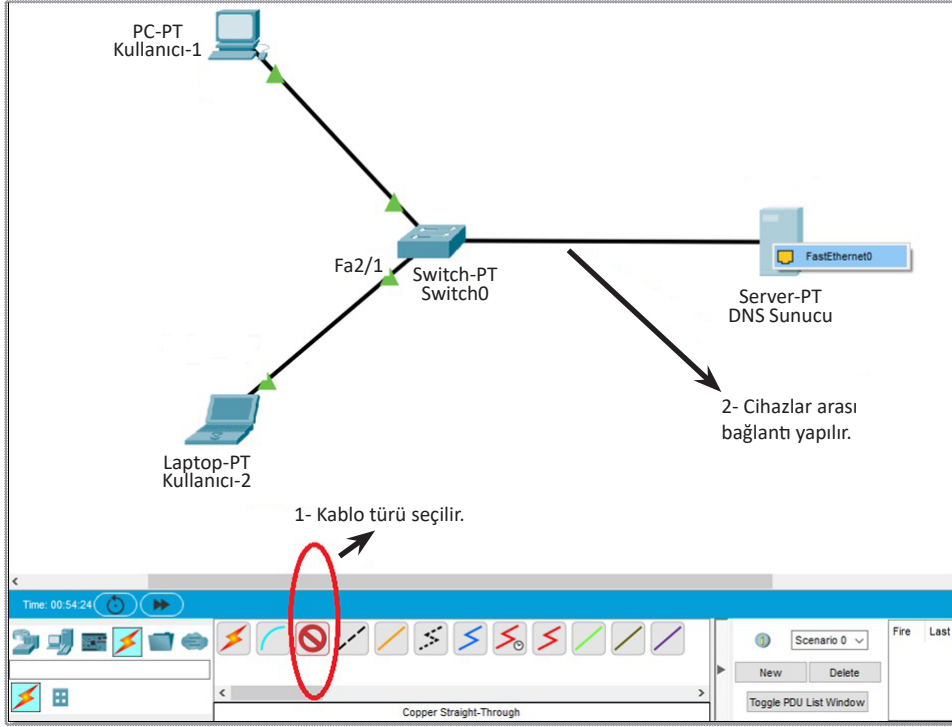 PC-PT
Kullanıcı-1
Fa2/1
Switch-PT
Switch0
FastEthernet0
Server-PT
DNS Sunucu
2- Cihazlar arası
bağlantı yapılır.
Laptop-PT
Kullanıcı-2
1- Kablo türü seçilir.
Time: 00:54:24
Scenario 0
Fire Last
New Delete
Toggle PDU List Window
Copper Straight-Through